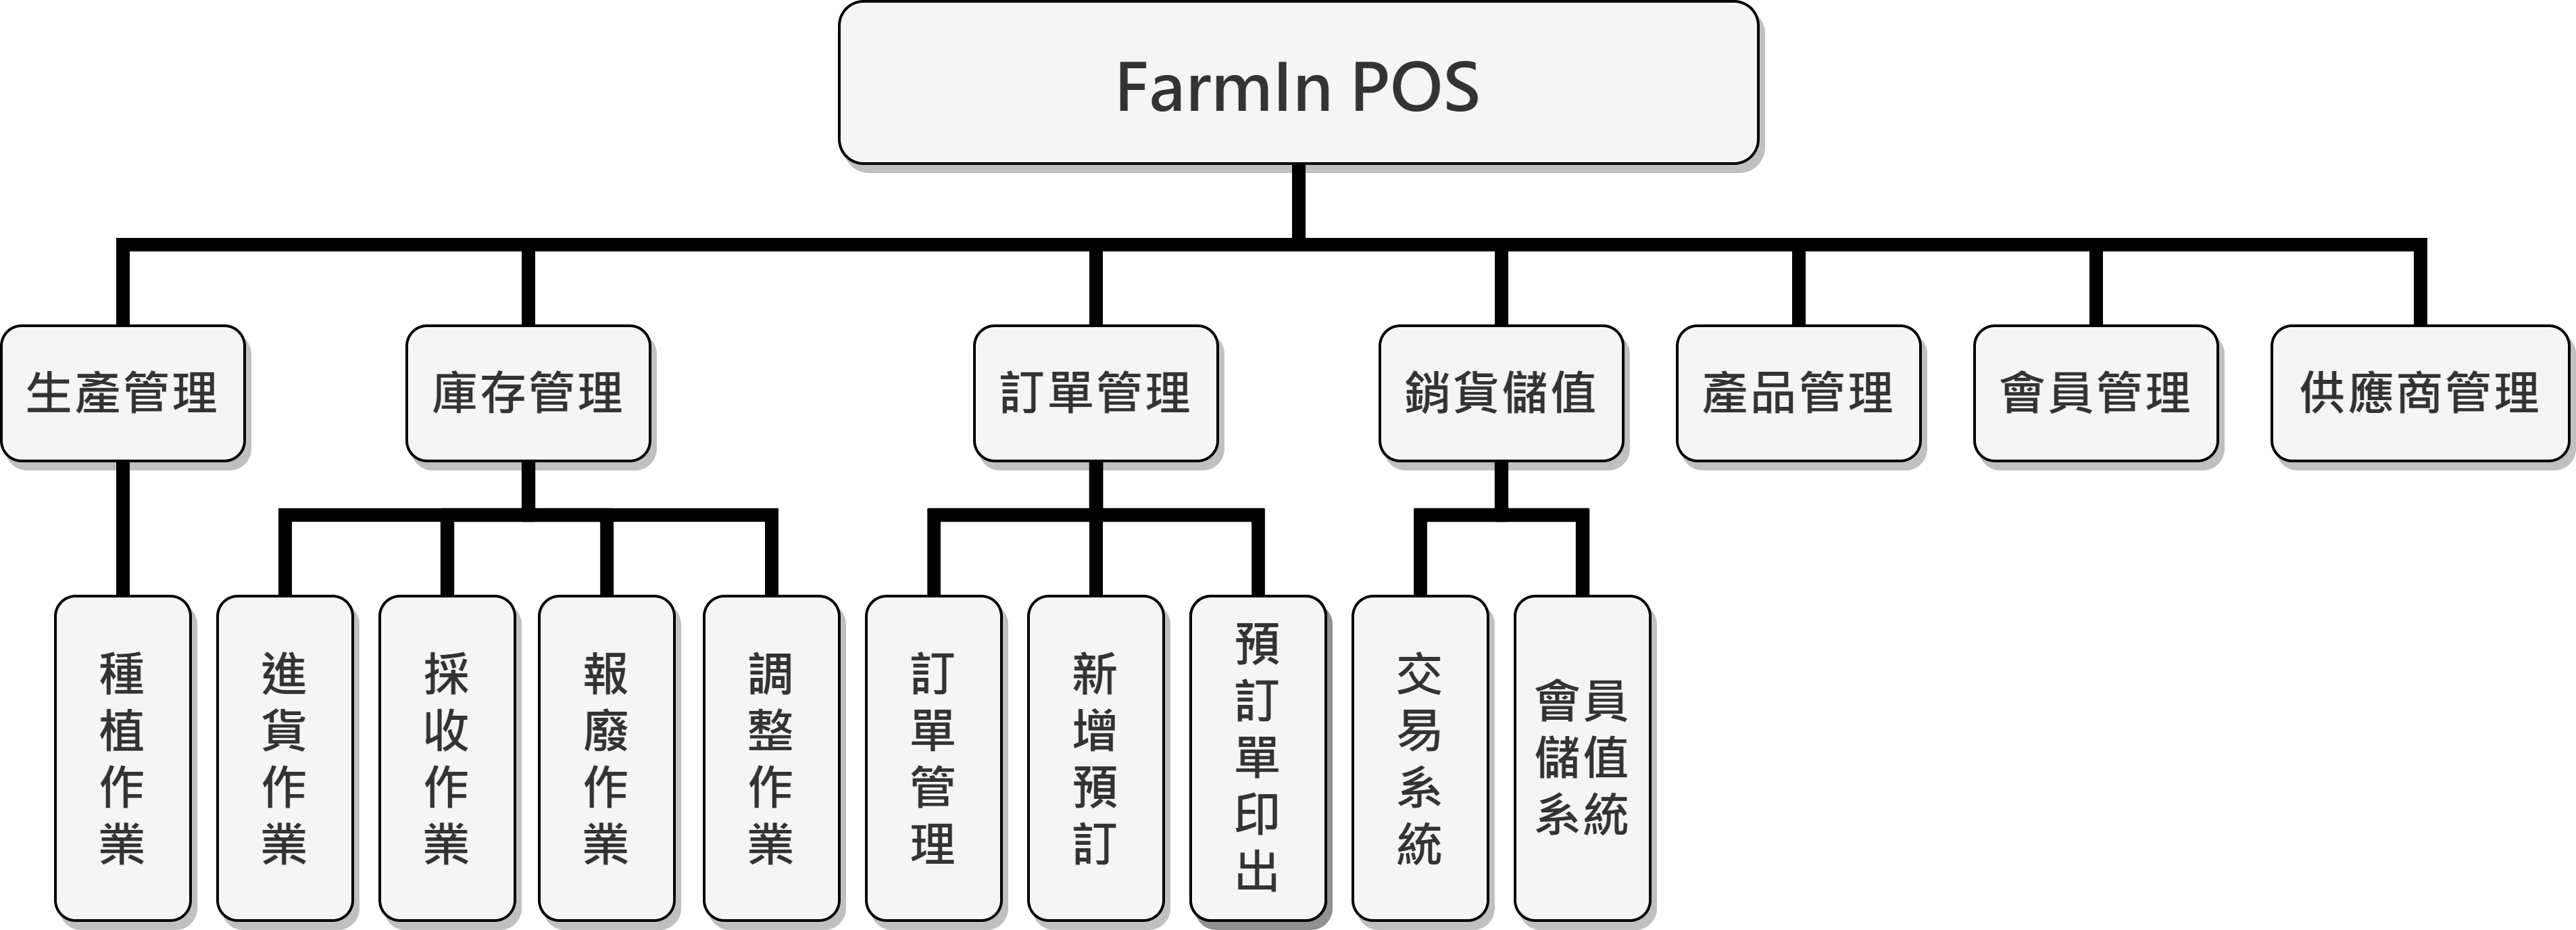 FarmIn POS
生產管理
庫存管理
訂單管理
銷貨儲值
產品管理
會員管理
供應商管理
種植作業
進貨作業
採收作業
報廢作業
調整作業
訂單管理
新增預訂
預訂單印出
交易系統
會員
儲值
系統